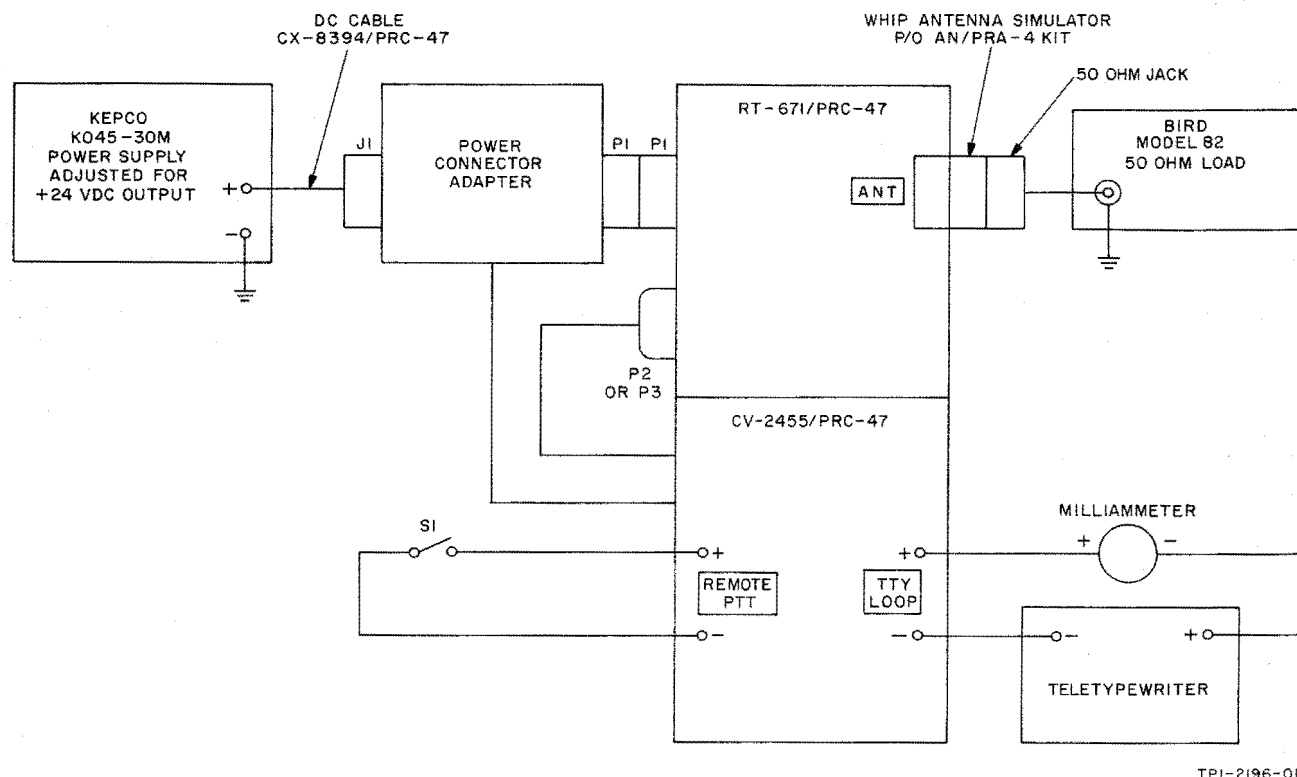 DC CABLE
CX-8394/PRC-47
WHIP ANTENNA SIMULATOR
P/O AN/PRA-4 KIT
50 OHM JACK
KEPCO
KO45-30M
POWER SUPPLY
ADJUSTED FOR
+24 VDC OUTPUT
+
-
J1
POWER
CONNECTOR
ADAPTER
P1
P1
RT-671/PRC-47
ANT
BIRD
MODEL 82
50 OHM LOAD
P2
OR P3
CV-2455/PRC-47
S1
+
REMOTE
PTT
-
+
TTY
LOOP
-
MILLIAMMETER
+
-
-
+
TELETYPEWRITER
TP1-2196-011